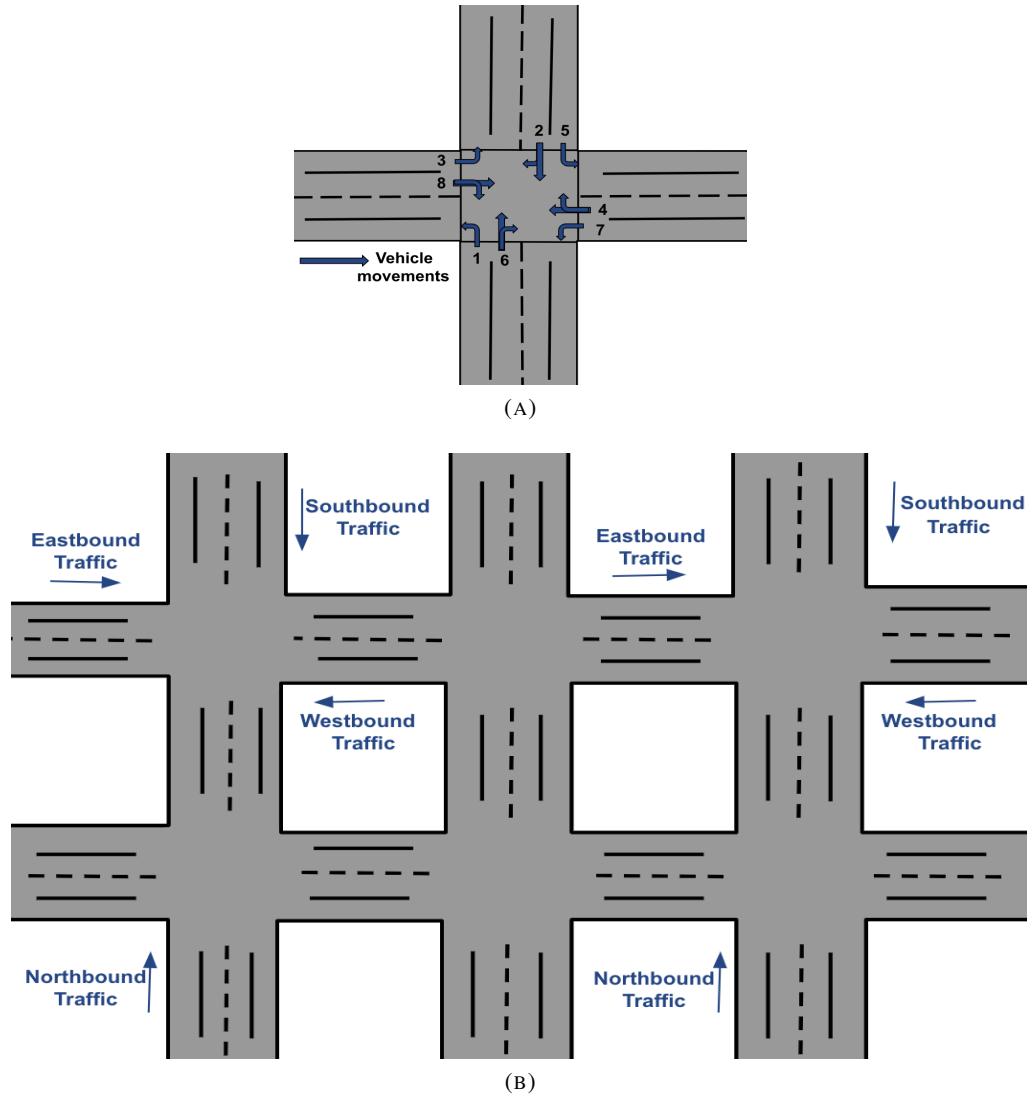 2 5
3
8
4
7
1 6
Vehicle
movements
(A)
Southbound
Traffic
Southbound
Traffic
Eastbound
Traffic
Eastbound
Traffic
Westbound
Traffic
Westbound
Traffic
Northbound
Traffic
Northbound
Traffic
(B)